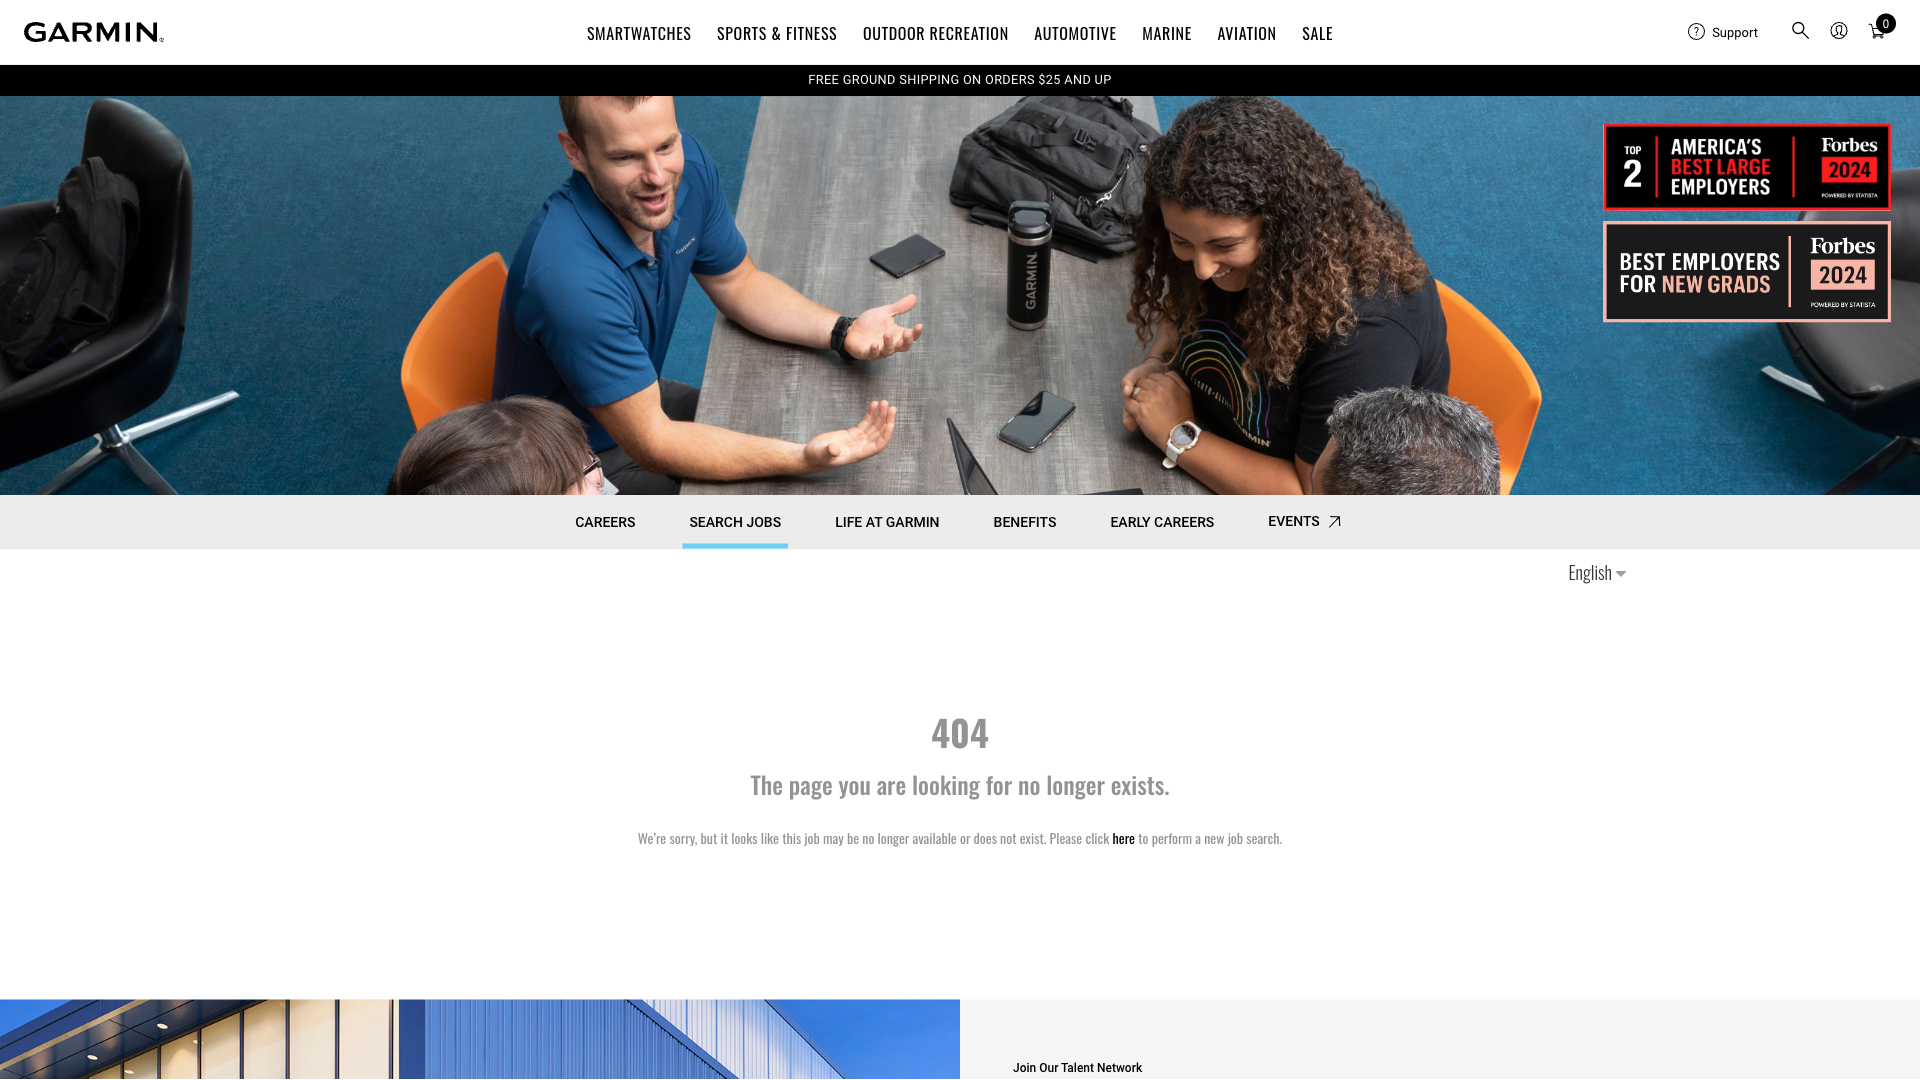 GARMIN
SMARTWATCHES SPORTS & FITNESS OUTDOOR RECREATION AUTOMOTIVE MARINE AVIATION SALE
Support
0
FREE GROUND SHIPPING ON ORDERS $25 AND UP
TOP 2
AMERICA'S
BEST LARGE
EMPLOYERS
Forbes
2024
POWERED BY STATISTA
BEST EMPLOYERS
FOR NEW GRADS
Forbes
2024
POWERED BY STATISTA
GARMIN
GARMIN
CAREERS SEARCH JOBS LIFE AT GARMIN BENEFITS EARLY CAREERS EVENTS
English
404
The page you are looking for no longer exists.
We're sorry, but it looks like this job may be no longer available or does not exist. Please click here to perform a new job search.
Join Our Talent Network